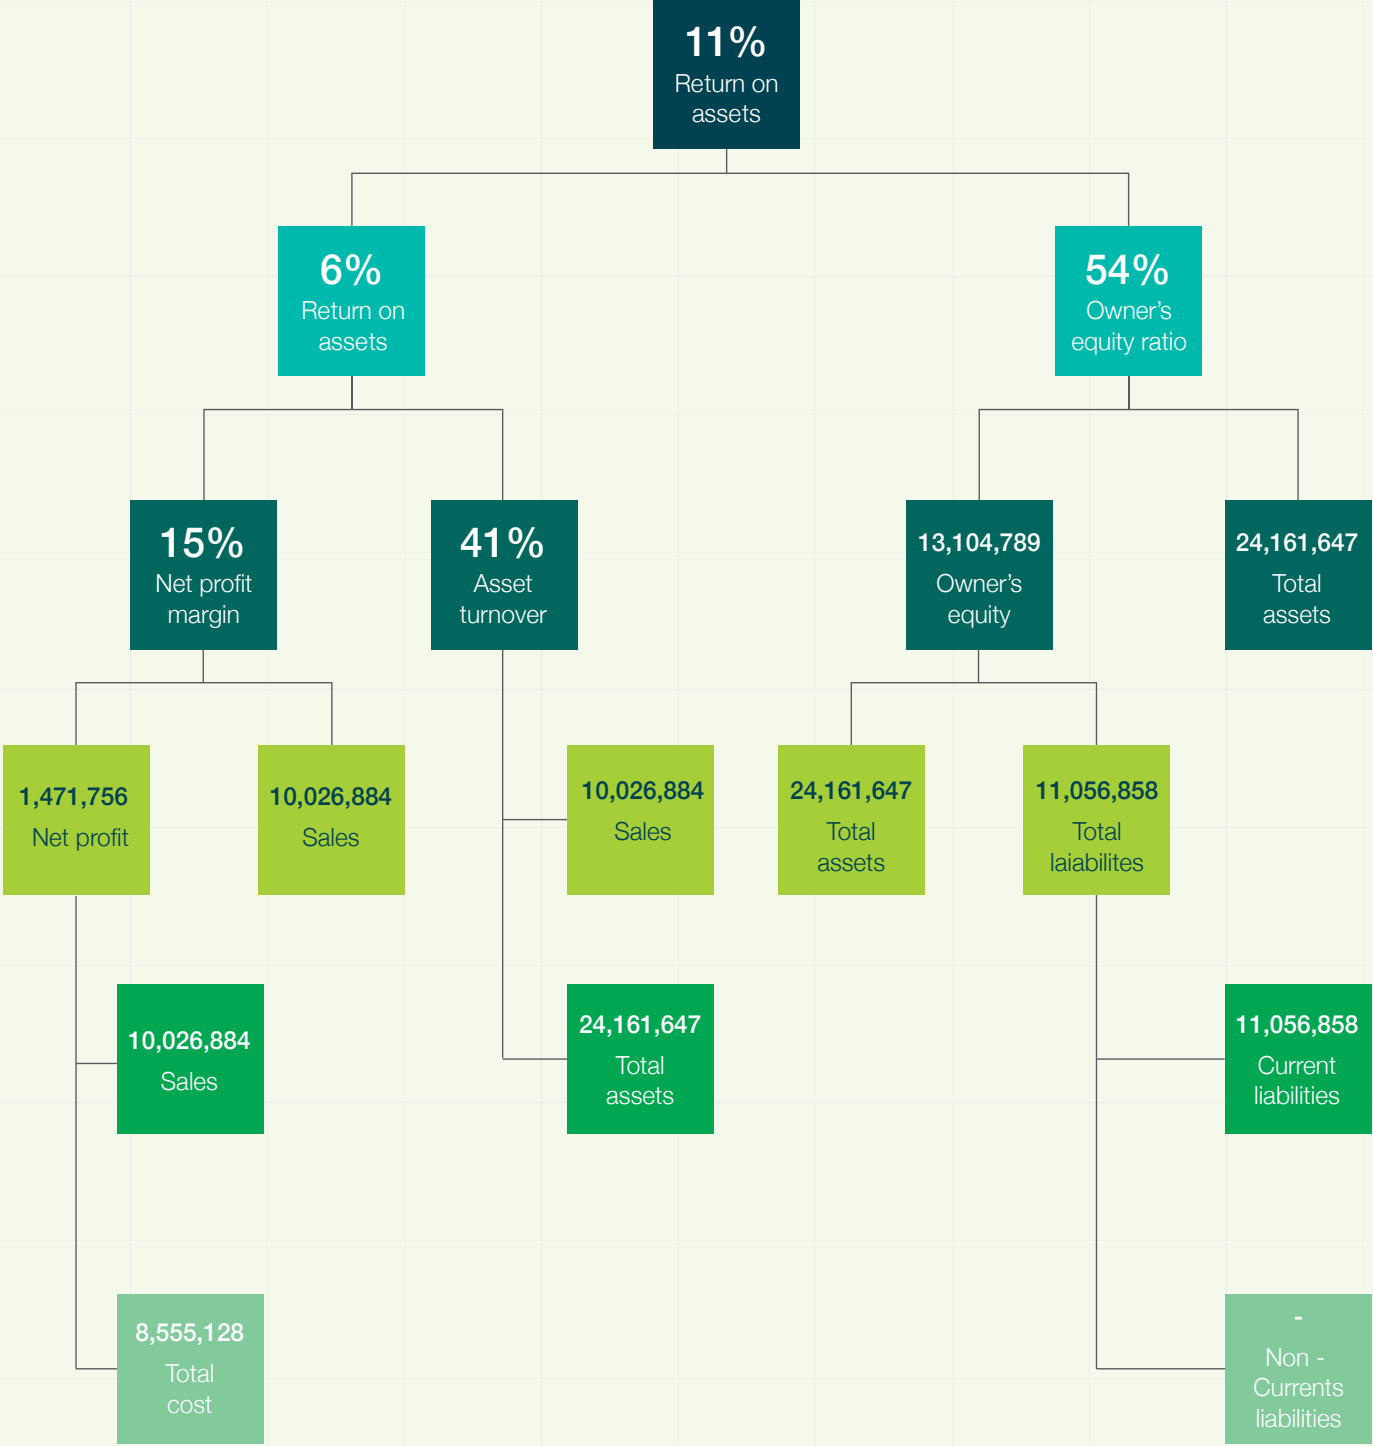 11%
Return on
assets
6%
Return on
assets
54%
Owner’s
equity ratio
15%
Net profit
margin
41%
Asset
turnover
13,104,789
Owner’s
equity
24,161,647
Total
assets
1,471,756
Net profit
10,026,884
Sales
10,026,884
Sales
24,161,647
Total
assets
11,056,858
Total
laiabilites
10,026,884
Sales
24,161,647
Total
assets
11,056,858
Current
liabilities
8,555,128
Total
cost
-
Non -
Currents
liabilities